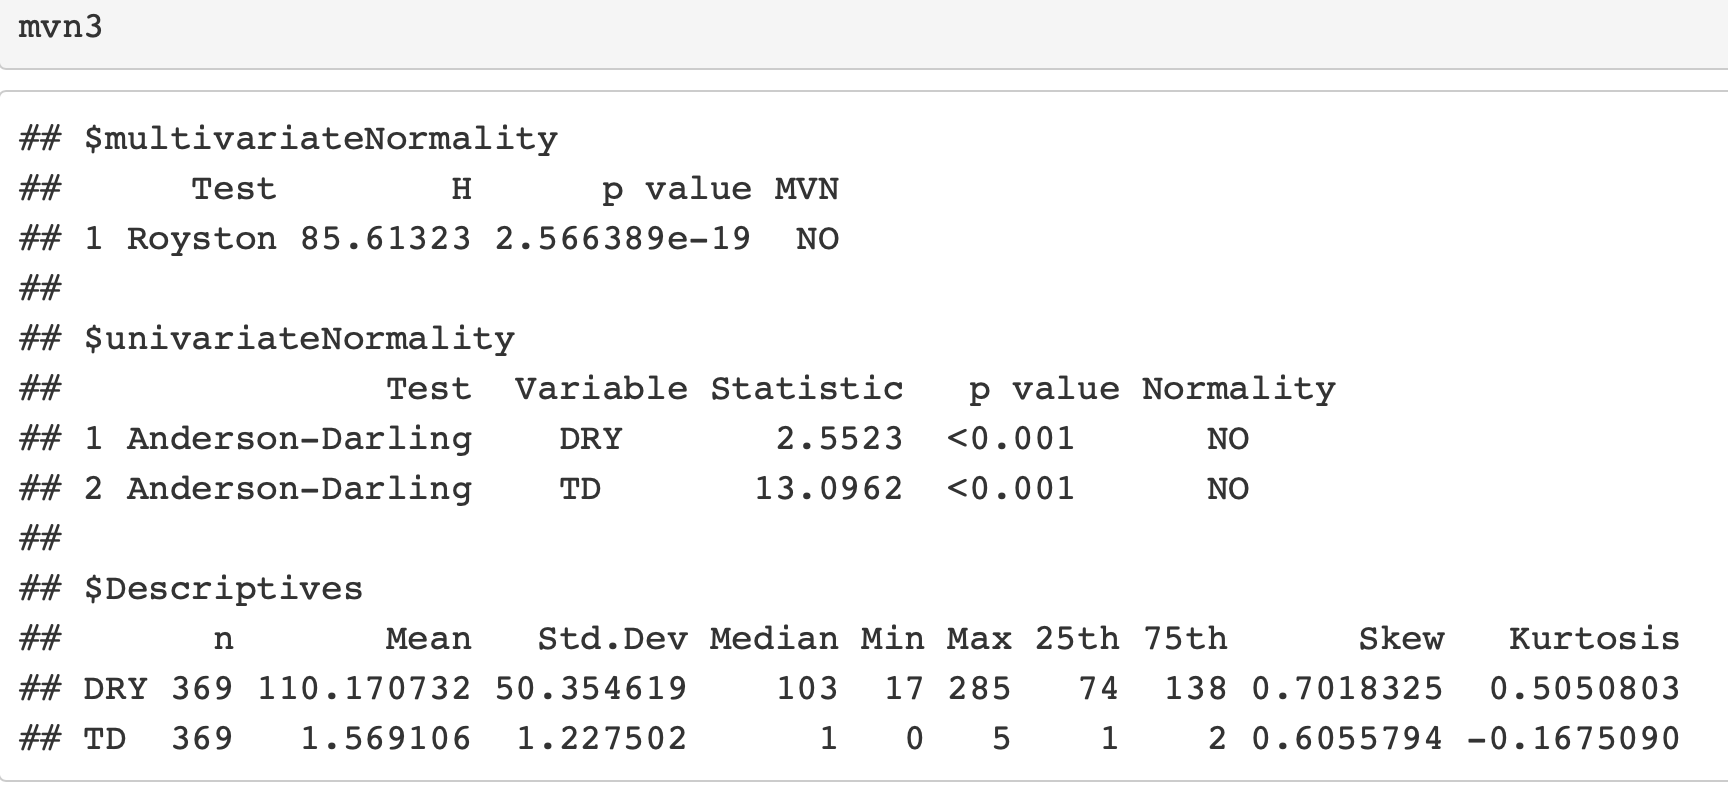 mvn3
## $multivariateNormality
##      Test        H      p value MVN
## 1 Royston 85.61323 2.566389e-19  NO
##
## $univariateNormality
##               Test  Variable Statistic   p value Normality
## 1 Anderson-Darling    DRY       2.5523  <0.001      NO
## 2 Anderson-Darling    TD       13.0962  <0.001      NO
##
## $Descriptives
##       n       Mean   Std.Dev Median Min Max 25th 75th      Skew   Kurtosis
## DRY 369 110.170732 50.354619    103  17 285   74  138 0.7018325  0.5050803
## TD  369   1.569106  1.227502      1   0   5    1    2 0.6055794 -0.1675090